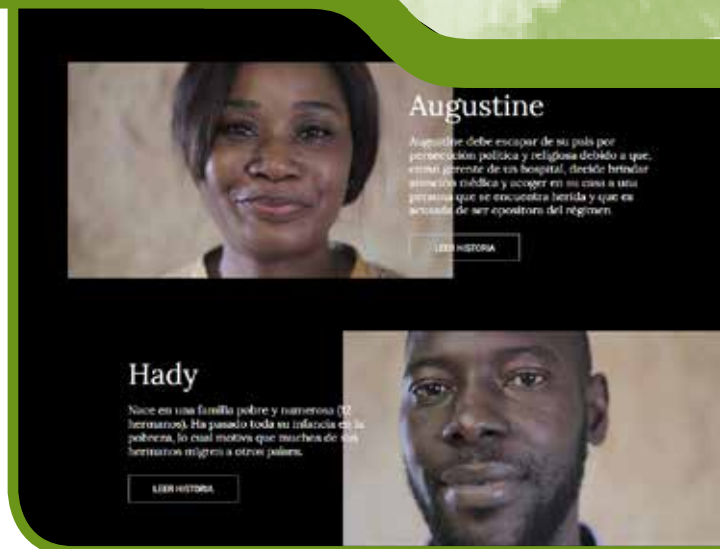 Augustine
Augustine debe escapar de su país por
persecución política y religiosa debido a que,
como gerente de un hospital, decide brindar
atención médica y acoger en su casa a una
persona que se encuentra herida y que es
acusada de ser opositora del régimen.
LEER HISTORIA
Hady
Nace en una familia pobre y numerosa (12
hermanos). Ha pasado toda su infancia en la
pobreza, lo cual motiva que muchos de sus
hermanos migren a otros países.
LEER HISTORIA